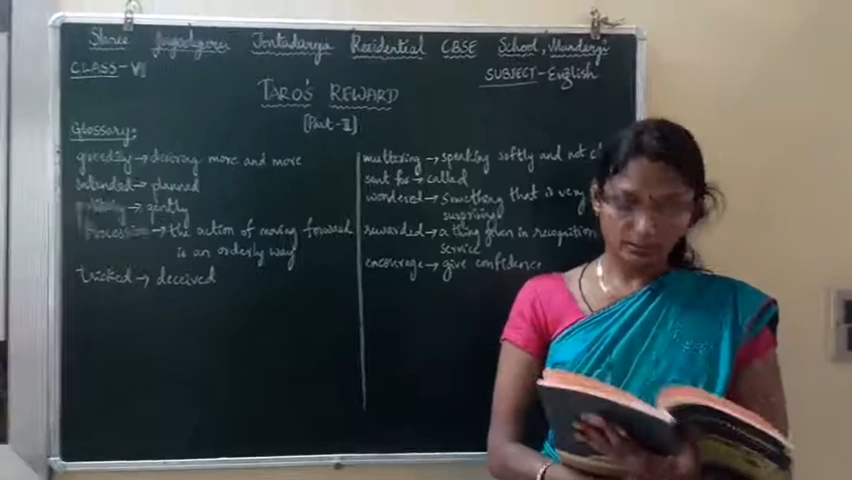 Shree Jagadguru Tontadarya Residential CBSE School, Mundargi
CLASS-VII
SUBJECT-English
TARO'S REWARD
[Part-II]
Glossary:
greedily → desiring more and more
intended → planned
→ gently
Procession → the action of moving forward
is an orderly way
tricked → deceived
muttering → speaking softly and not
sent for → called
wondered → something that is very
surprising
rewarded → a thing given in recognition
service
encourage → give confidence